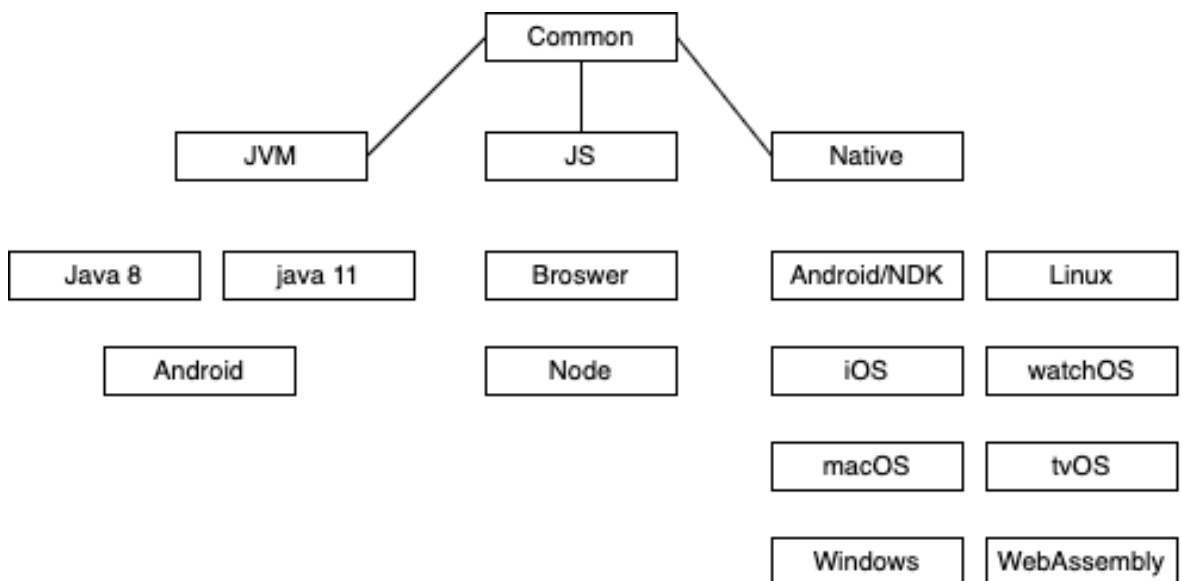 Common
JVM
JS
Native
Java 8
java 11
Broswer
Android/NDK
Linux
Android
Node
iOS
watchOS
macOS
tvOS
Windows
WebAssembly